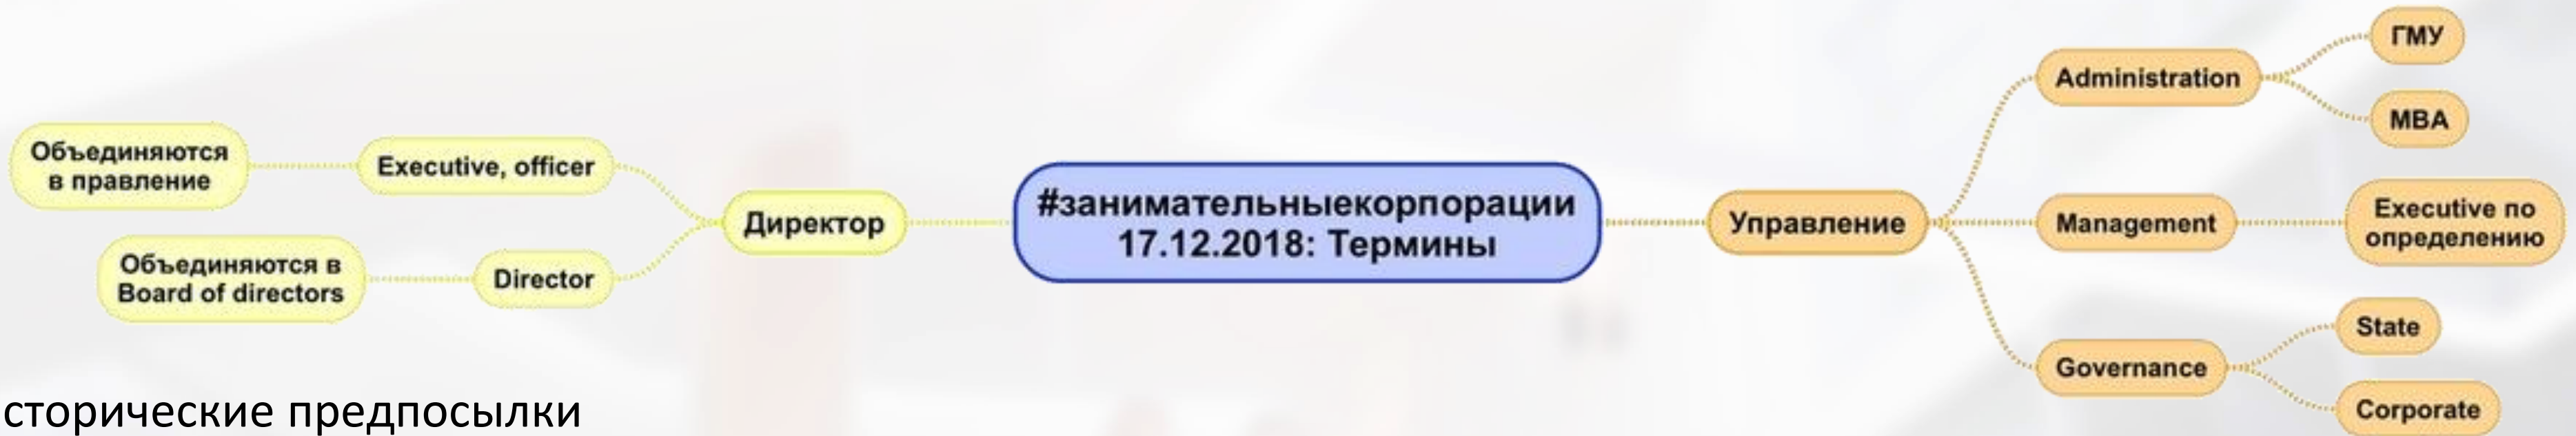 #занимательныекорпорации
17.12.2018: Термины
Директор
Executive, officer
Объединяются
в правление
Director
Объединяются в
Board of directors
Управление
Administration
ГМУ
MBA
Management
Executive по
определению
Governance
State
Corporate
сторические предпосылки